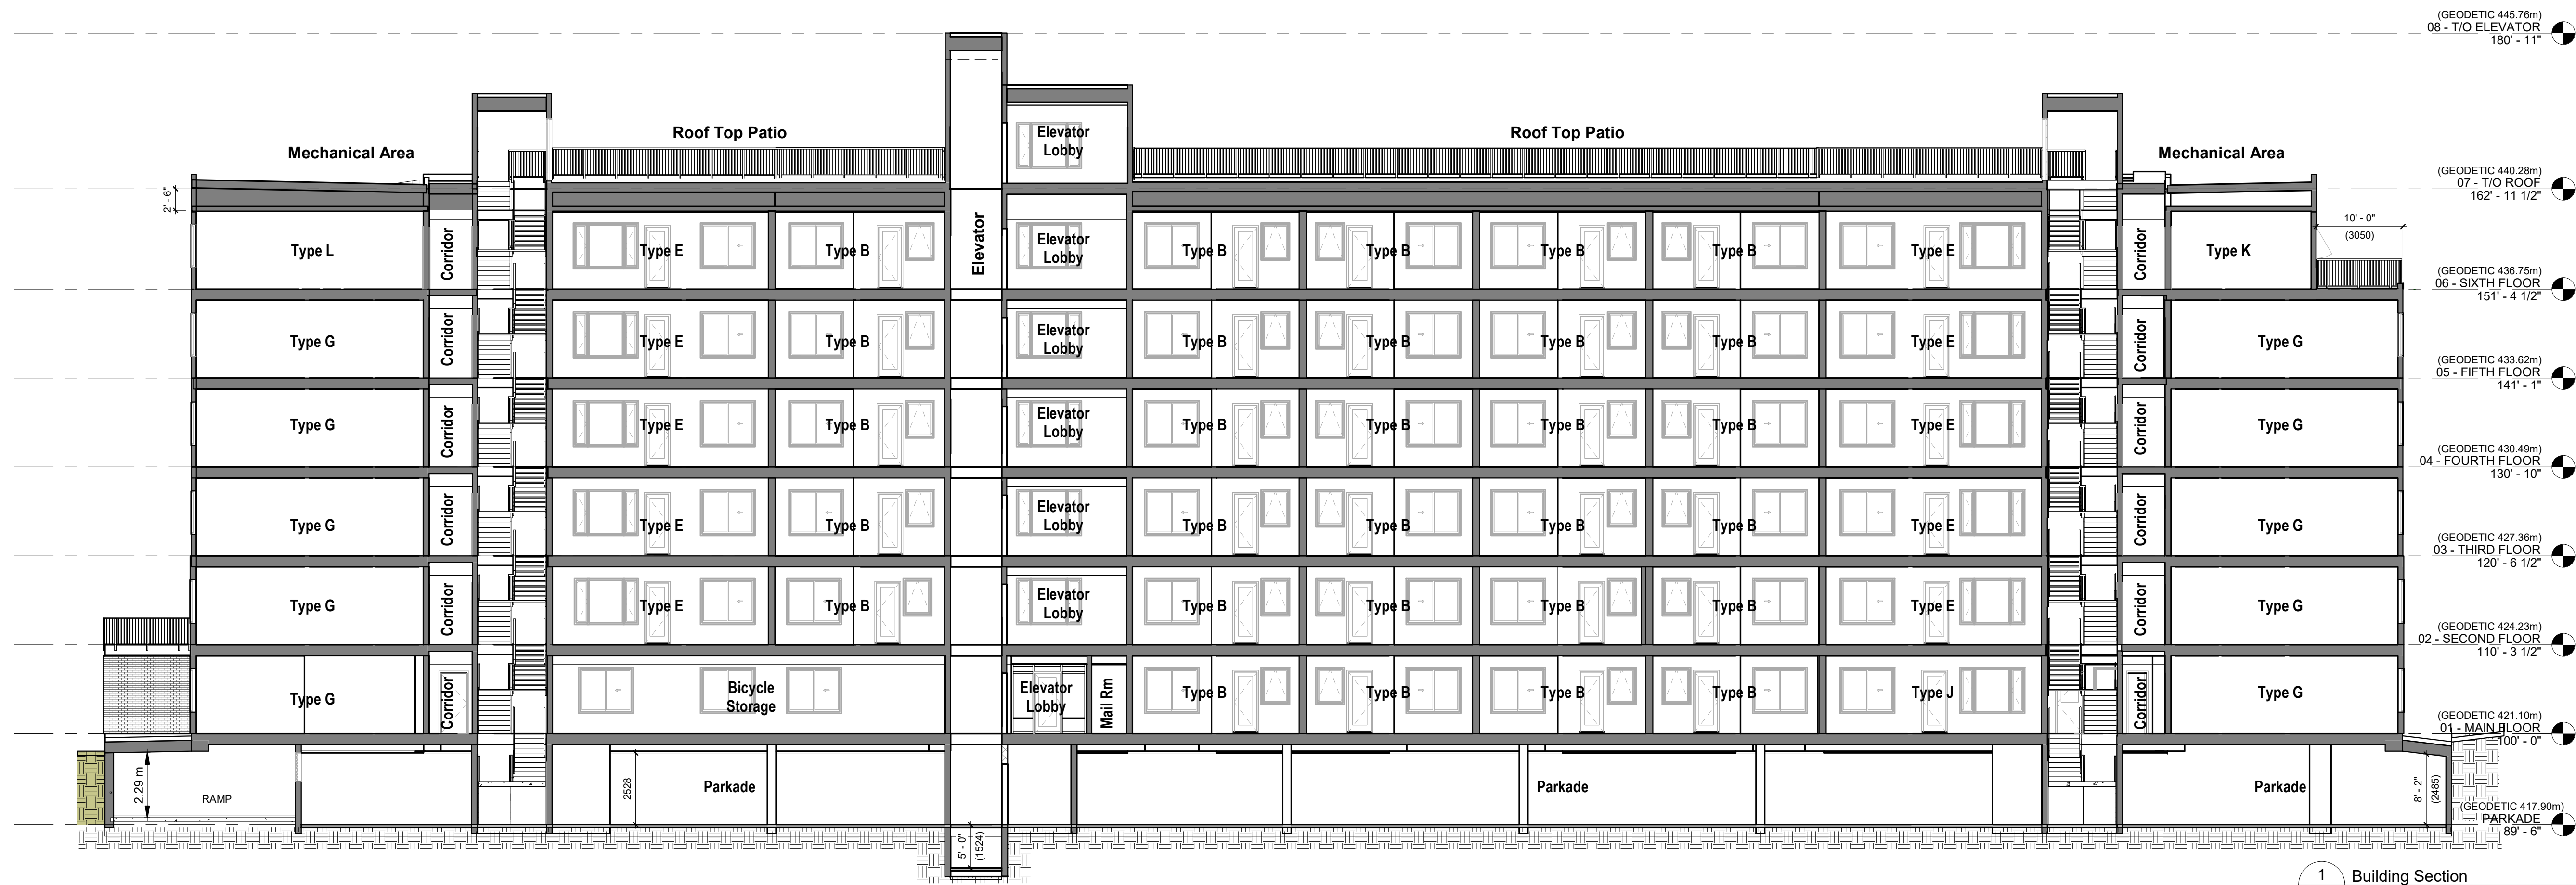 (GEODETIC 445.76m)
08 - T/O ELEVATOR
180' - 11"
Roof Top Patio
Elevator
Lobby
Roof Top Patio
Mechanical Area
Mechanical Area
(GEODETIC 440.28m)
07 - T/O ROOF
162' - 11 1/2"
2' - 6"
10' - 0"
(3050)
Type L
Corridor
Type E
Type B
Elevator
Elevator
Lobby
Type B
Type B
Type B
Type B
Type E
Corridor
Type K
(GEODETIC 436.75m)
06 - SIXTH FLOOR
151' - 4 1/2"
Type G
Corridor
Type E
Type B
Elevator
Lobby
Type B
Type B
Type B
Type B
Type E
Corridor
Type G
(GEODETIC 433.62m)
05 - FIFTH FLOOR
141' - 1"
Type G
Corridor
Type E
Type B
Elevator
Lobby
Type B
Type B
Type B
Type B
Type E
Corridor
Type G
(GEODETIC 430.49m)
04 - FOURTH FLOOR
130' - 10"
Type G
Corridor
Type E
Type B
Elevator
Lobby
Type B
Type B
Type B
Type B
Type E
Corridor
Type G
(GEODETIC 427.36m)
03 - THIRD FLOOR
120' - 6 1/2"
Type G
Corridor
Type E
Type B
Elevator
Lobby
Type B
Type B
Type B
Type B
Type E
Corridor
Type G
(GEODETIC 424.23m)
02 - SECOND FLOOR
110' - 3 1/2"
Type G
Corridor
Bicycle
Storage
Elevator
Lobby
Mail Rm
Type B
Type B
Type B
Type B
Type J
Corridor
Type G
(GEODETIC 421.10m)
01 - MAIN FLOOR
100' - 0"
2.29 m
RAMP
2528
Parkade
Parkade
Parkade
8' - 2"
(2485)
(GEODETIC 417.90m)
PARKADE
89' - 6"
5' - 0"
(1524)
1 Building Section